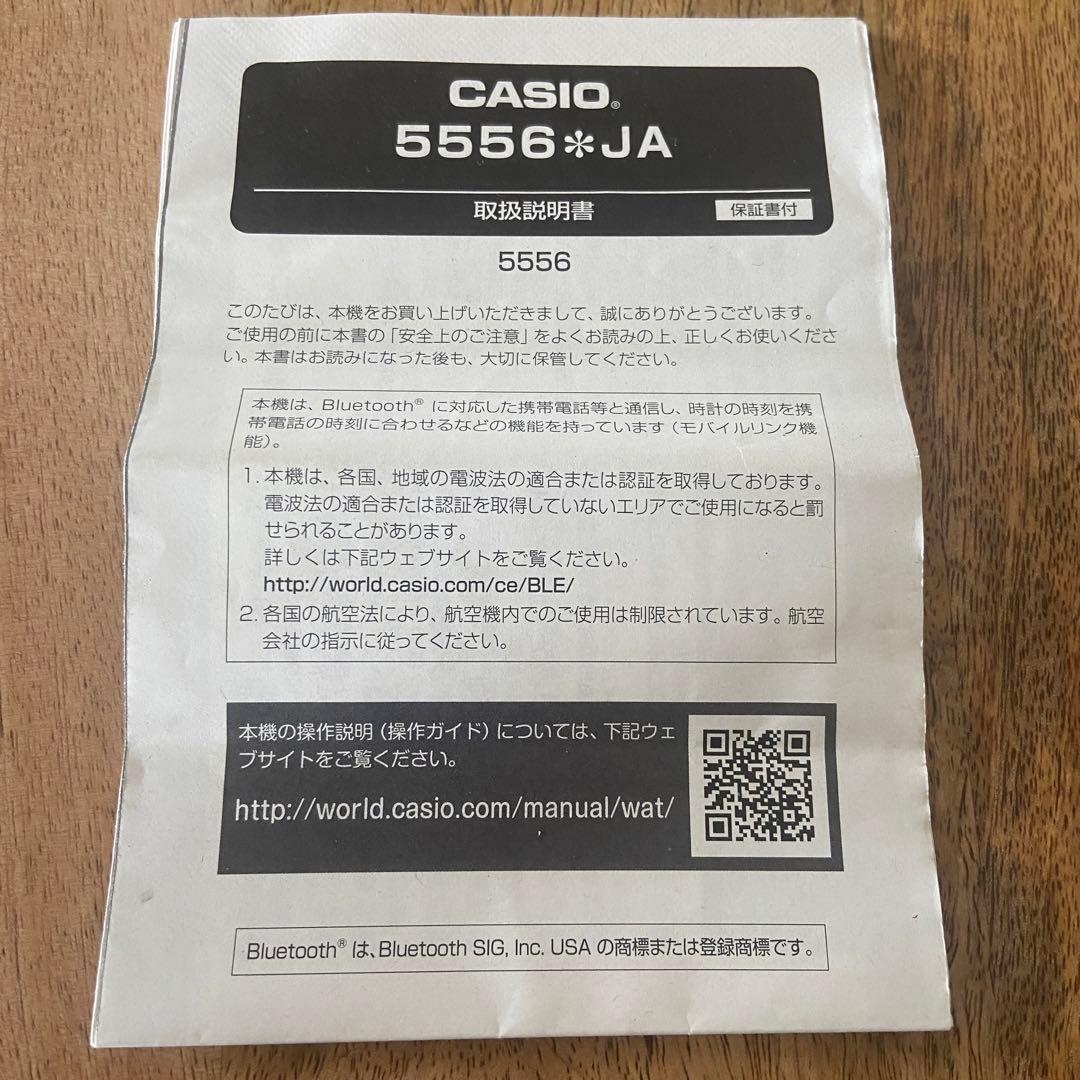 CASIO®
5556*JA
取扱説明書
保証書付
5556
このたびは、本機をお買い上げいただきまして、誠にありがとうございます。
ご使用の前に本書の「安全上のご注意」をよくお読みの上、正しくお使いくださ
い。本書はお読みになった後も、大切に保管してください。
本機は、Bluetooth® に対応した携帯電話等と通信し、時計の時刻を携
帯電話の時刻に合わせるなどの機能を持っています（モバイルリンク機
能）。
1. 本機は、各国、地域の電波法の適合または認証を取得しております。
電波法の適合または認証を取得していないエリアでご使用になると罰
せられることがあります。
詳しくは下記ウェブサイトをご覧ください。
http://world.casio.com/ce/BLE/
2. 各国の航空法により、航空機内でのご使用は制限されています。航空
会社の指示に従ってください。
本機の操作説明（操作ガイド）については、下記ウェ
ブサイトをご覧ください。
http://world.casio.com/manual/wat/
Bluetooth® は、Bluetooth SIG, Inc. USA の商標または登録商標です。